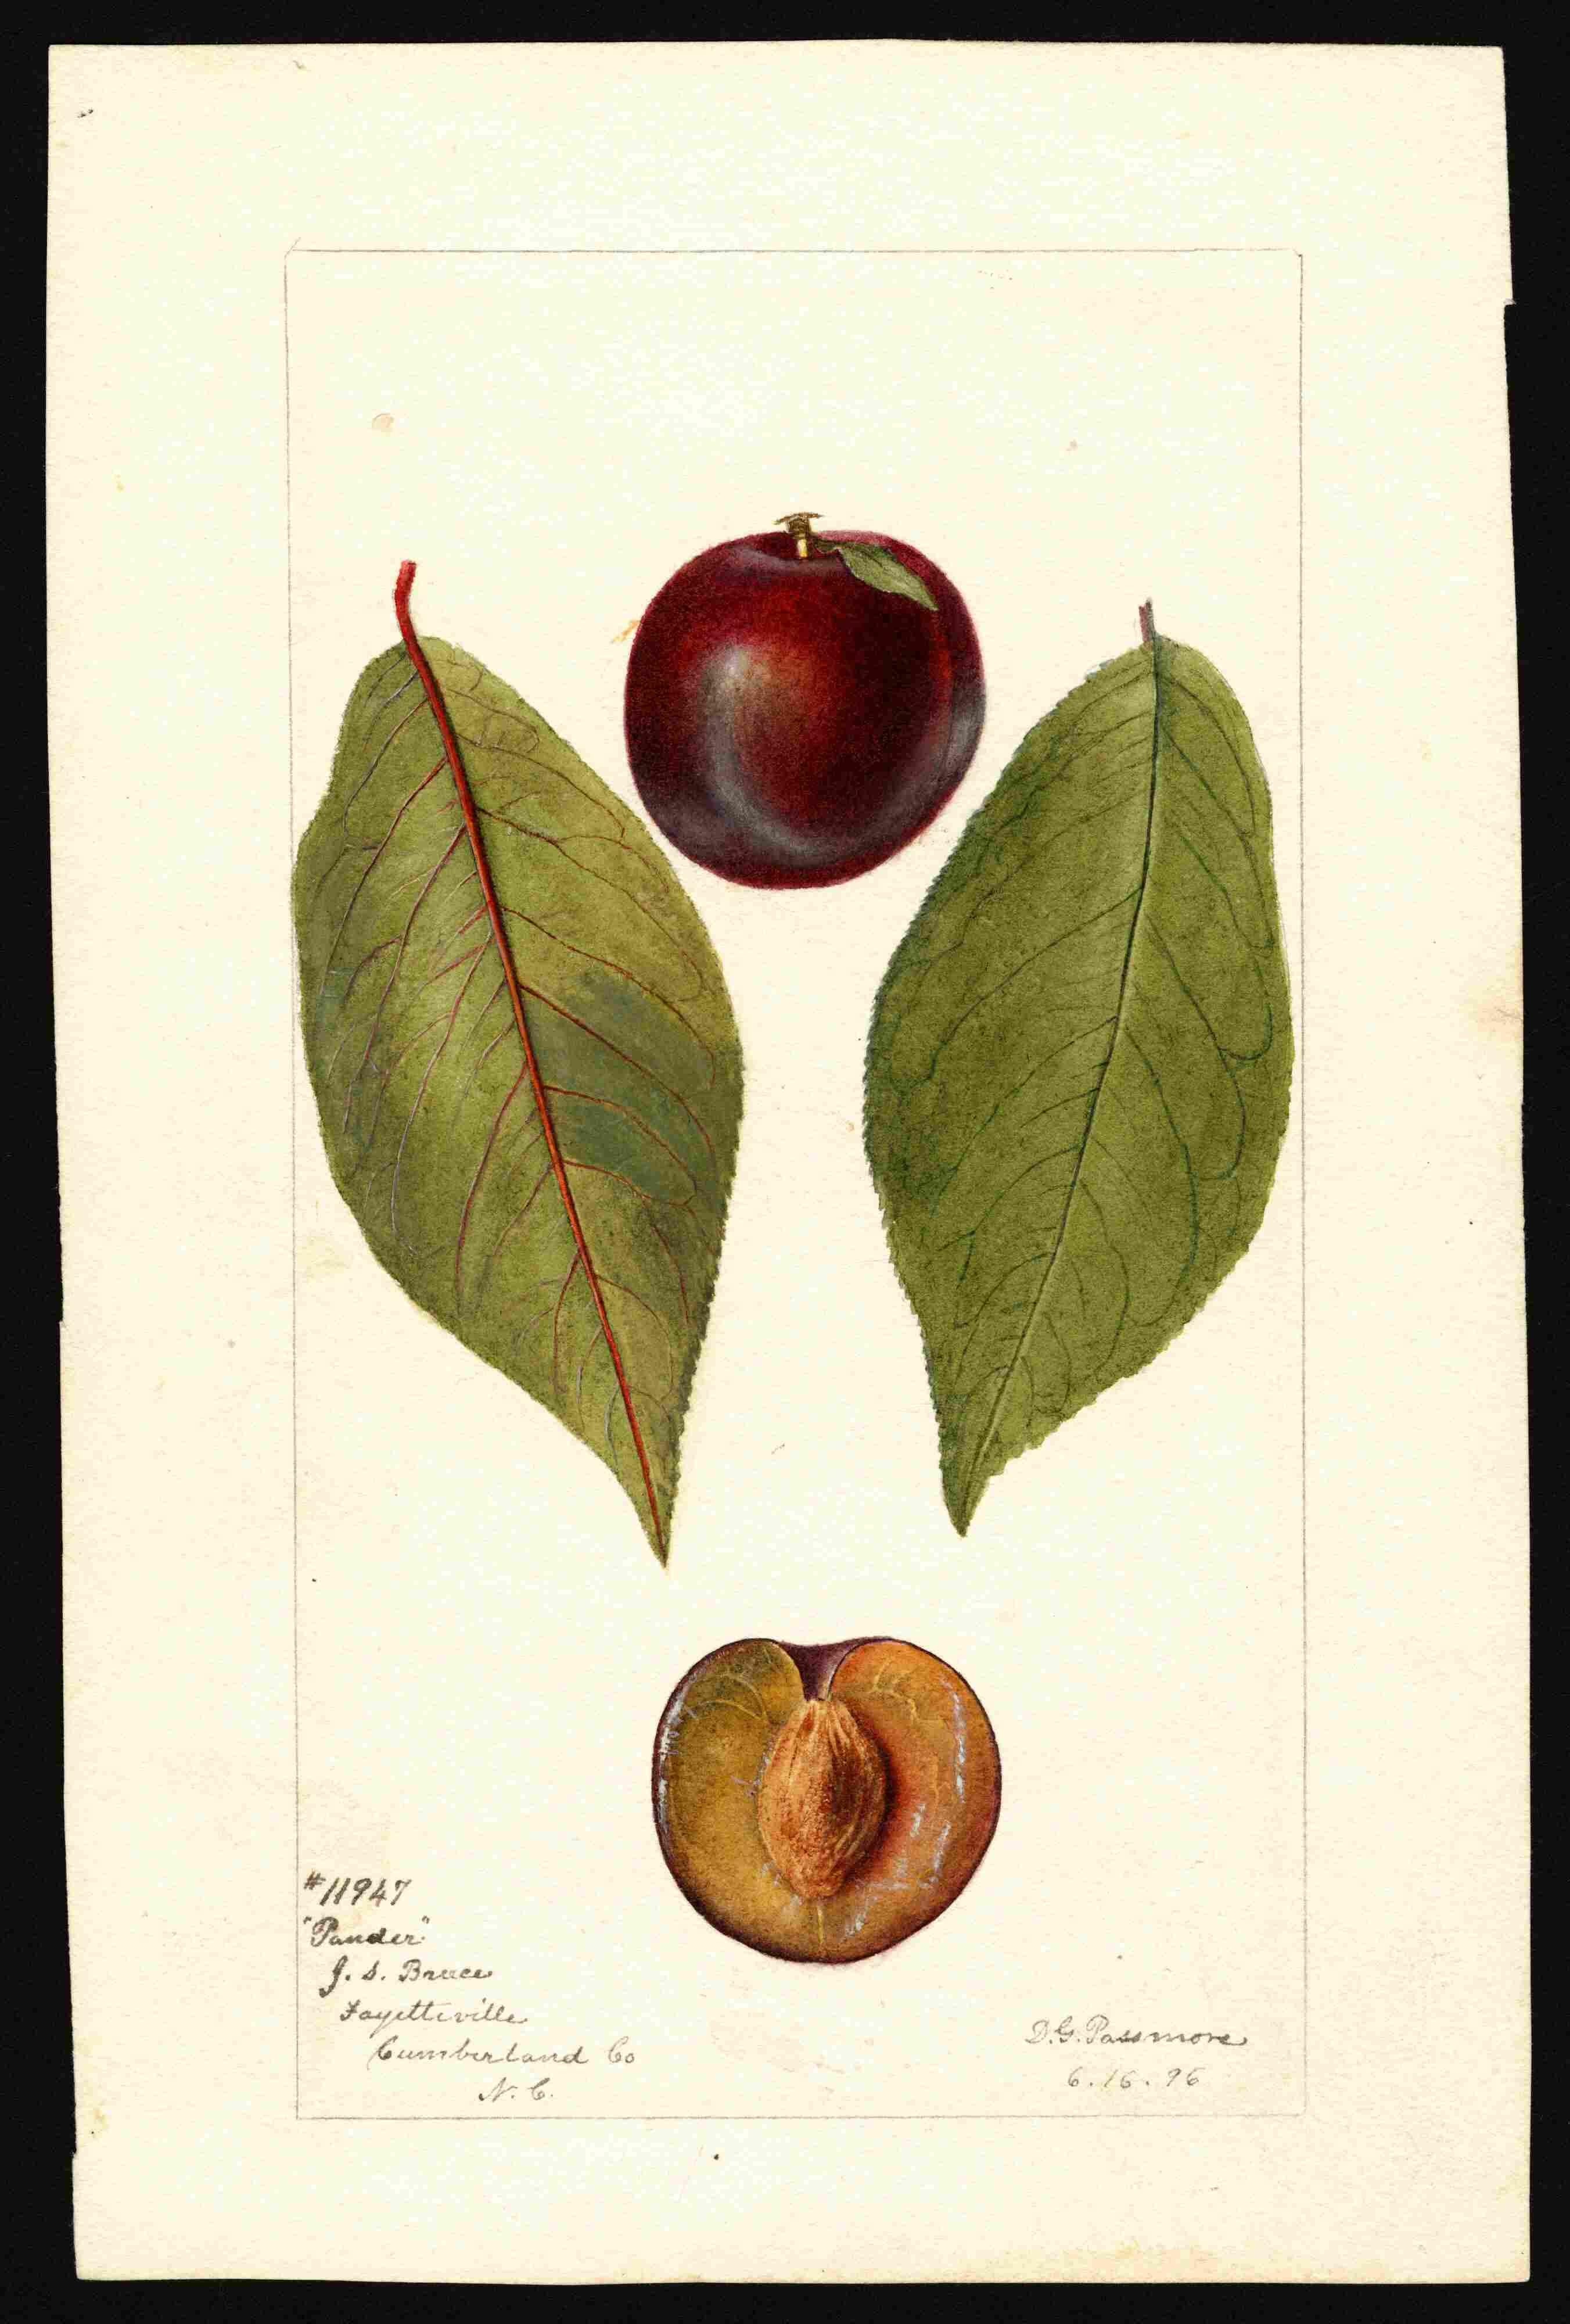 #11947
"Pander"
J. S. Bruce
Fayetteville
Cumberland Co
N. C.
D. G. Passmore
6.16.96